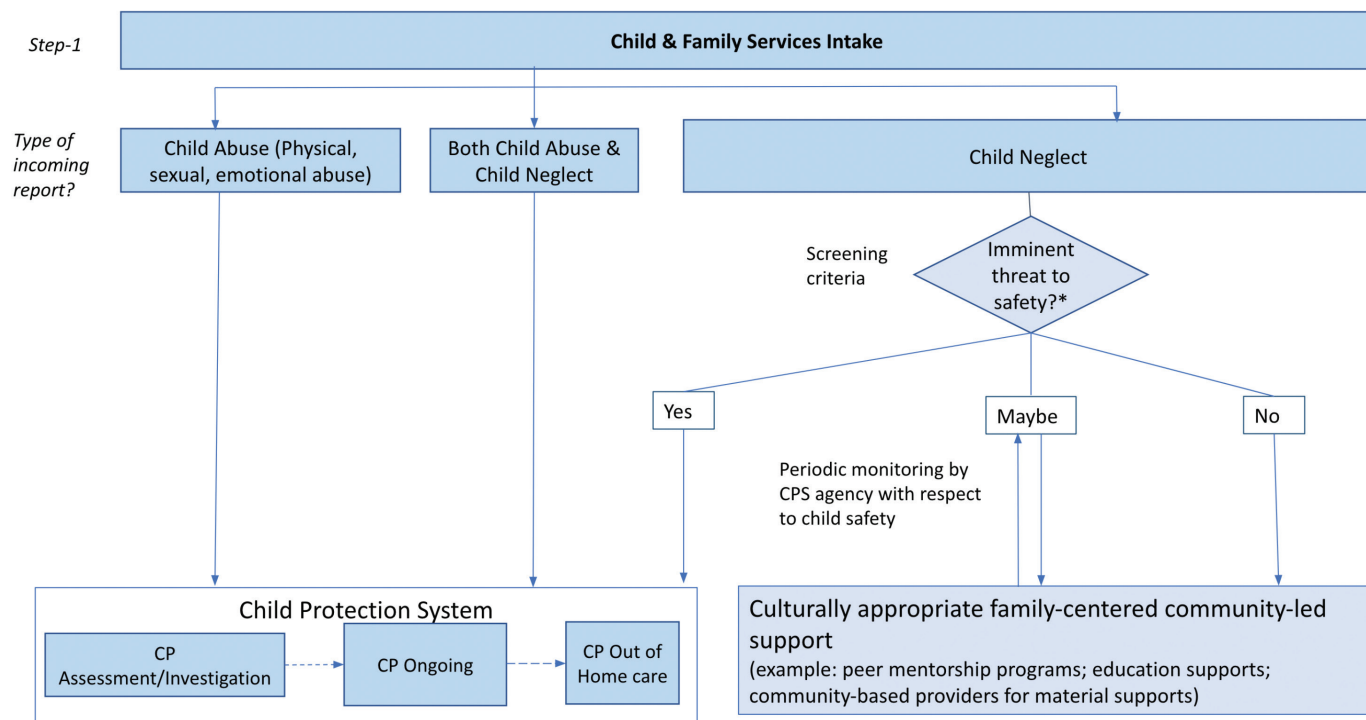 Step-1
Child & Family Services Intake
Type of
incoming
report?
Child Abuse (Physical,
sexual, emotional abuse)
Both Child Abuse &
Child Neglect
Child Neglect
Screening
criteria
Imminent
threat to
safety?*
Yes
Maybe
No
Periodic monitoring by
CPS agency with respect
to child safety
Child Protection System
CP
Assessment/Investigation
CP Ongoing
CP Out of
Home care
Culturally appropriate family-centered community-led
support
(example: peer mentorship programs; education supports;
community-based providers for material supports)